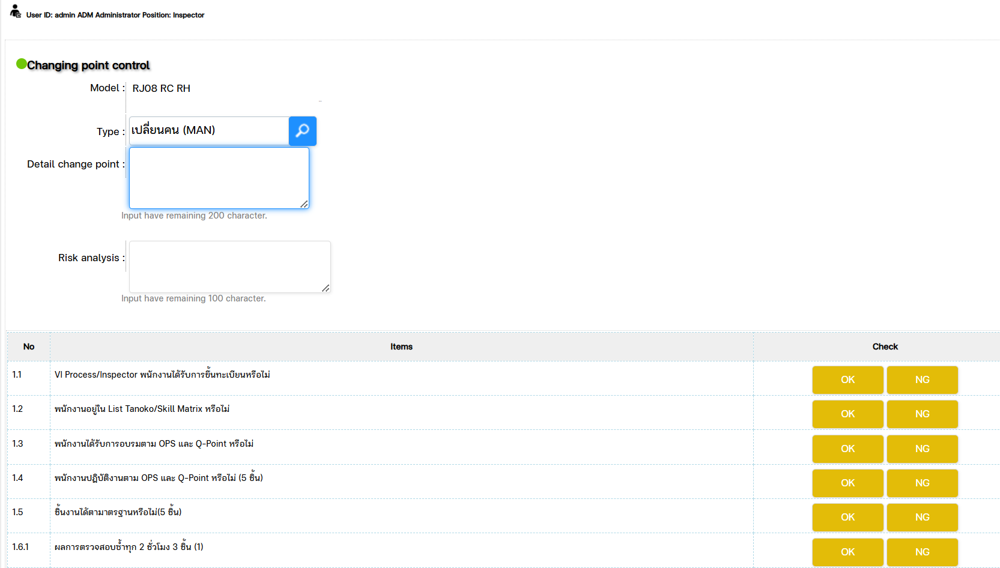 User ID: admin ADM Administrator Position: Inspector
Changing point control
Model : RJ08 RC RH
Type : เปลี่ยนคน (MAN)
Detail change point :
Input have remaining 200 character.
Risk analysis :
Input have remaining 100 character.
No Items Check
1.1 VI Process/Inspector พนักงานได้รับการขึ้นทะเบียนหรือไม่ OK NG
1.2 พนักงานอยู่ใน List Tanoko/Skill Matrix หรือไม่ OK NG
1.3 พนักงานได้รับการอบรมตาม OPS และ Q-Point หรือไม่ OK NG
1.4 พนักงานปฏิบัติงานตาม OPS และ Q-Point หรือไม่ (5 ชิ้น) OK NG
1.5 ชิ้นงานได้ตามาตรฐานหรือไม่(5 ชิ้น) OK NG
1.6.1 ผลการตรวจสอบซ้ำทุก 2 ชั่วโมง 3 ชิ้น (1) OK NG